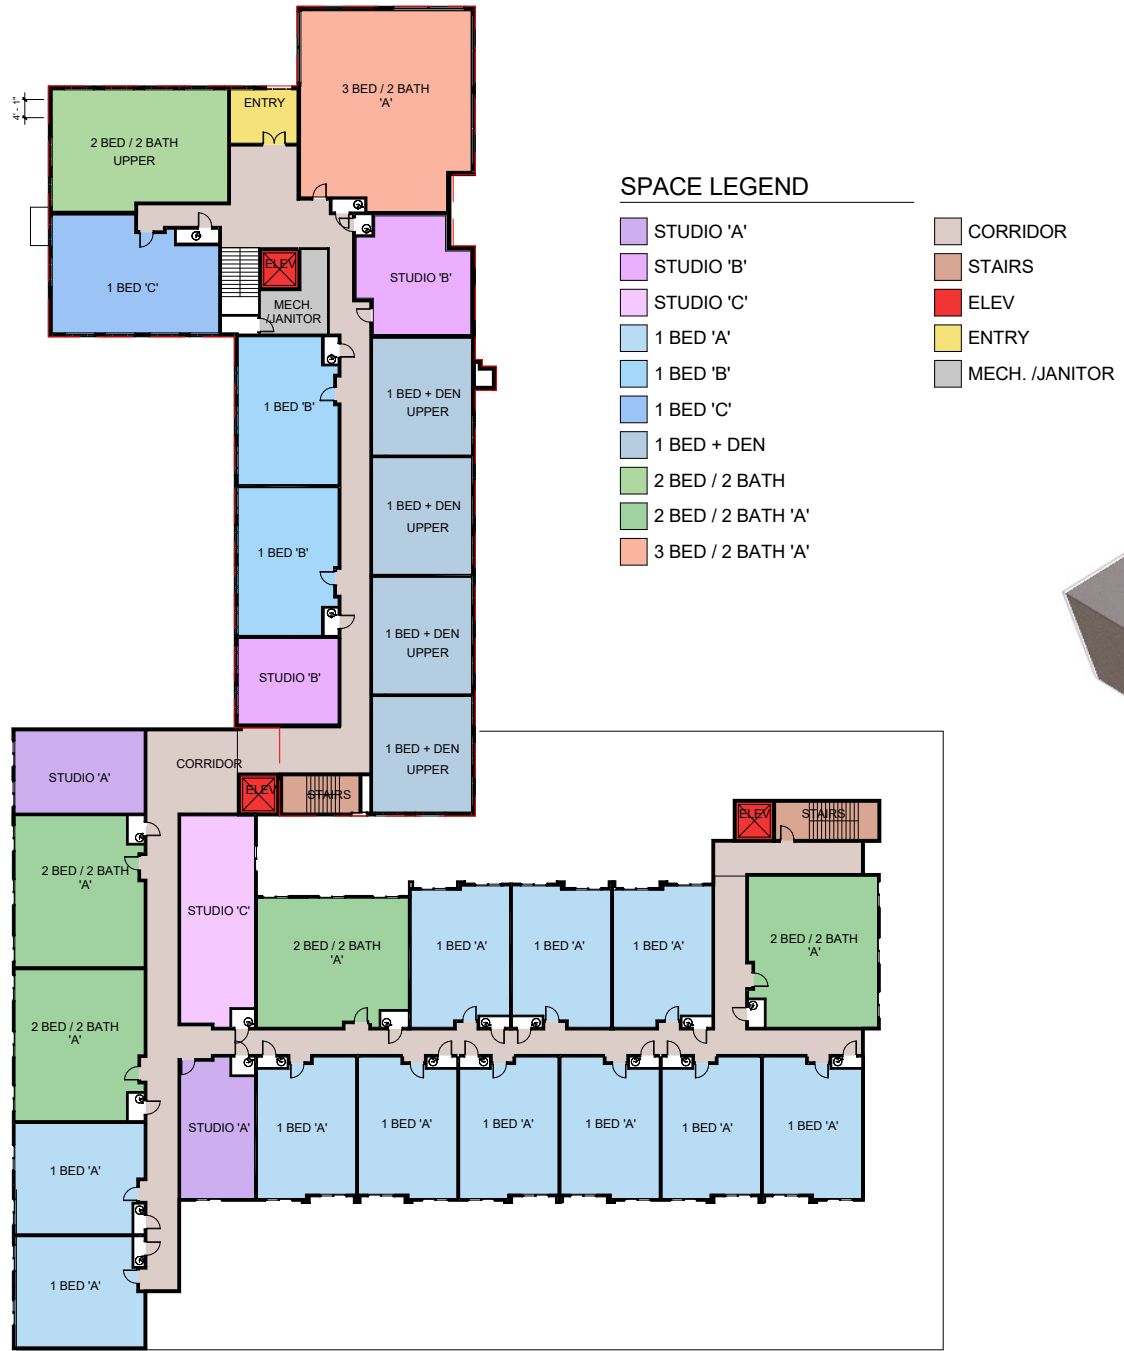 3 BED / 2 BATH
'A'
ENTRY
4' - 1"
2 BED / 2 BATH
UPPER
ELEV
STUDIO 'B'
1 BED 'C'
MECH.
/JANITOR
1 BED + DEN
UPPER
1 BED 'B'
1 BED + DEN
UPPER
1 BED 'B'
1 BED + DEN
UPPER
STUDIO 'B'
1 BED + DEN
UPPER
CORRIDOR
STUDIO 'A'
ELEV
STAIRS
ELEV
STAIRS
2 BED / 2 BATH
'A'
STUDIO 'C'
2 BED / 2 BATH
'A'
1 BED 'A'
1 BED 'A'
1 BED 'A'
2 BED / 2 BATH
'A'
2 BED / 2 BATH
'A'
STUDIO 'A'
1 BED 'A'
1 BED 'A'
1 BED 'A'
1 BED 'A'
1 BED 'A'
1 BED 'A'
1 BED 'A'
1 BED 'A'
SPACE LEGEND
STUDIO 'A'
STUDIO 'B'
STUDIO 'C'
1 BED 'A'
1 BED 'B'
1 BED 'C'
1 BED + DEN
2 BED / 2 BATH
2 BED / 2 BATH 'A'
3 BED / 2 BATH 'A'
CORRIDOR
STAIRS
ELEV
ENTRY
MECH. /JANITOR